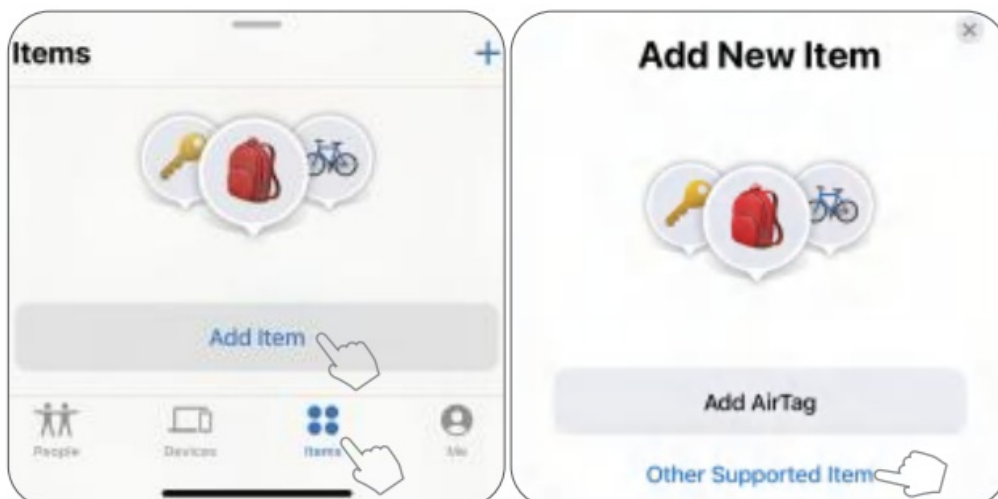 Items
+
Add Item
People
Devices
Items
Me
Add New Item
Add AirTag
Other Supported Item